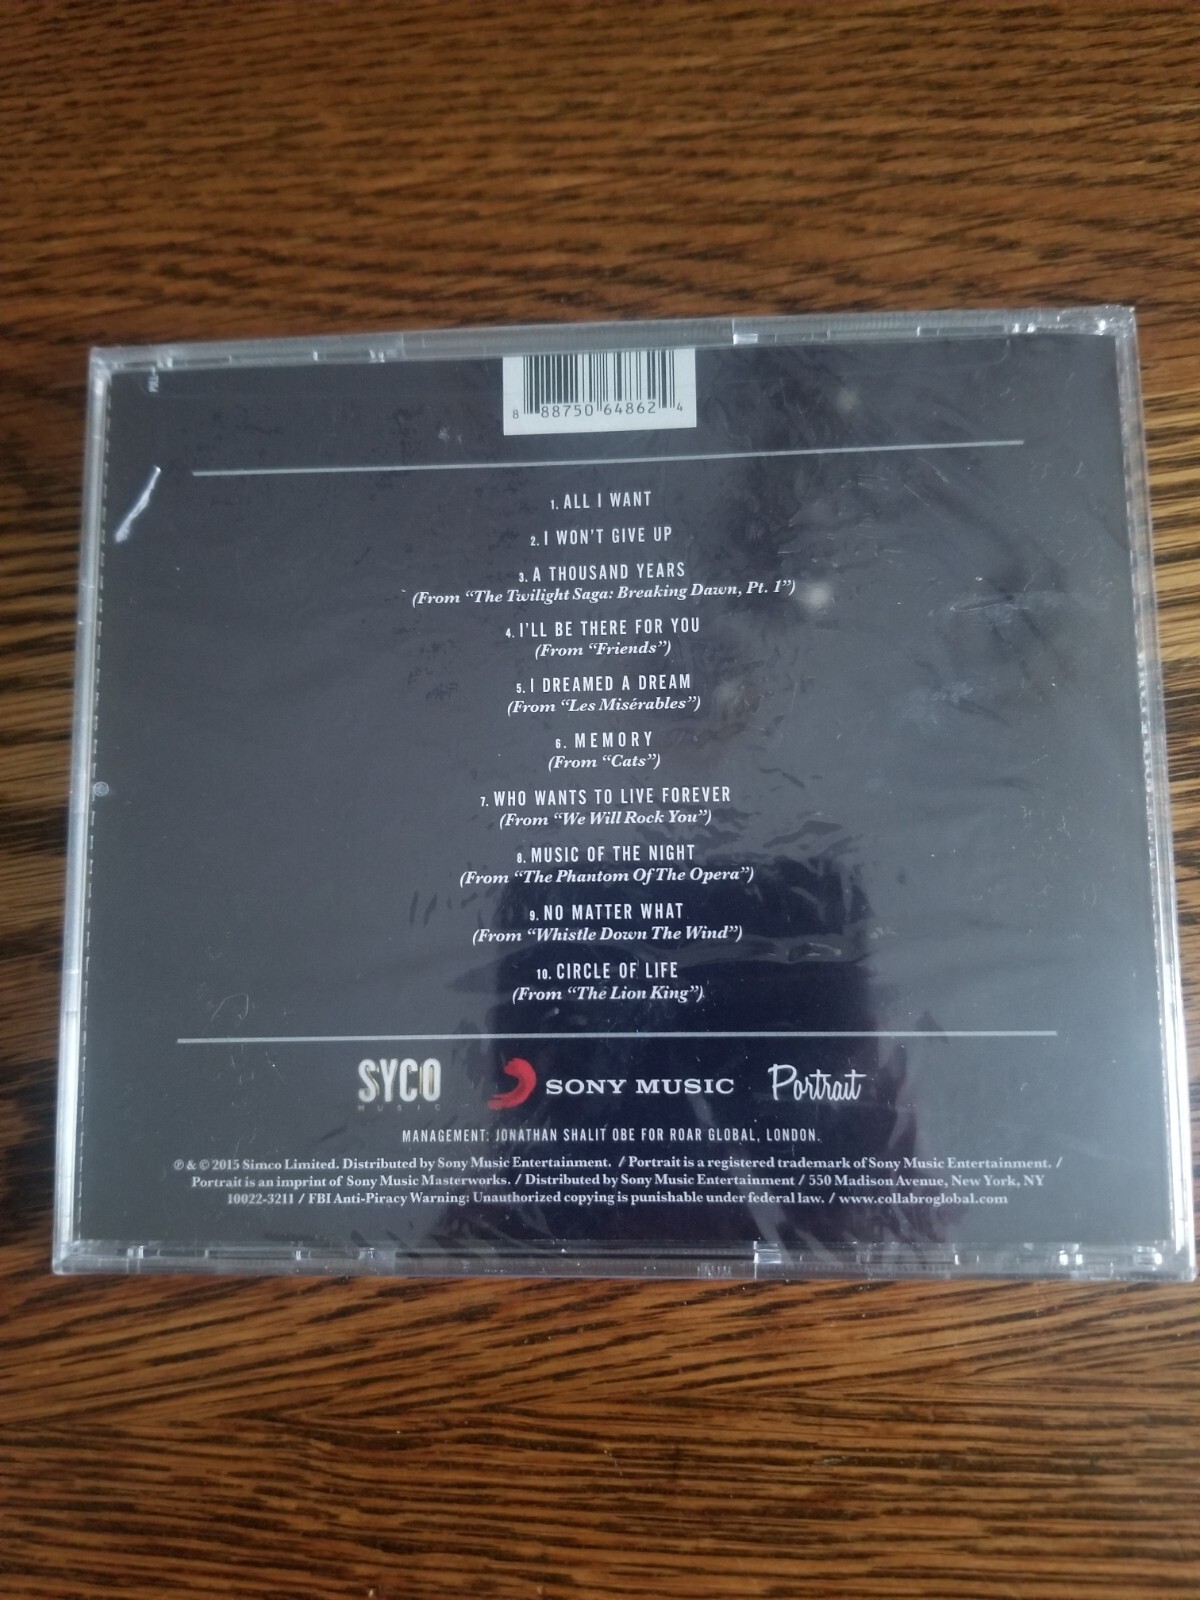 8 88750 64862 4
1. ALL I WANT
2. I WON'T GIVE UP
3. A THOUSAND YEARS
(From “The Twilight Saga: Breaking Dawn, Pt. 1”)
4. I'LL BE THERE FOR YOU
(From “Friends”)
5. I DREAMED A DREAM
(From “Les Misérables”)
6. MEMORY
(From “Cats”)
7. WHO WANTS TO LIVE FOREVER
(From “We Will Rock You”)
8. MUSIC OF THE NIGHT
(From “The Phantom Of The Opera”)
9. NO MATTER WHAT
(From “Whistle Down The Wind”)
10. CIRCLE OF LIFE
(From “The Lion King”)
SYCO
MUSIC
SONY MUSIC
Portrait
MANAGEMENT: JONATHAN SHALIT OBE FOR ROAR GLOBAL, LONDON.
℗ & © 2015 Simco Limited. Distributed by Sony Music Entertainment. / Portrait is a registered trademark of Sony Music Entertainment. /
Portrait is an imprint of Sony Music Masterworks. / Distributed by Sony Music Entertainment / 550 Madison Avenue, New York, NY
10022-3211 / FBI Anti-Piracy Warning: Unauthorized copying is punishable under federal law. / www.collabroglobal.com